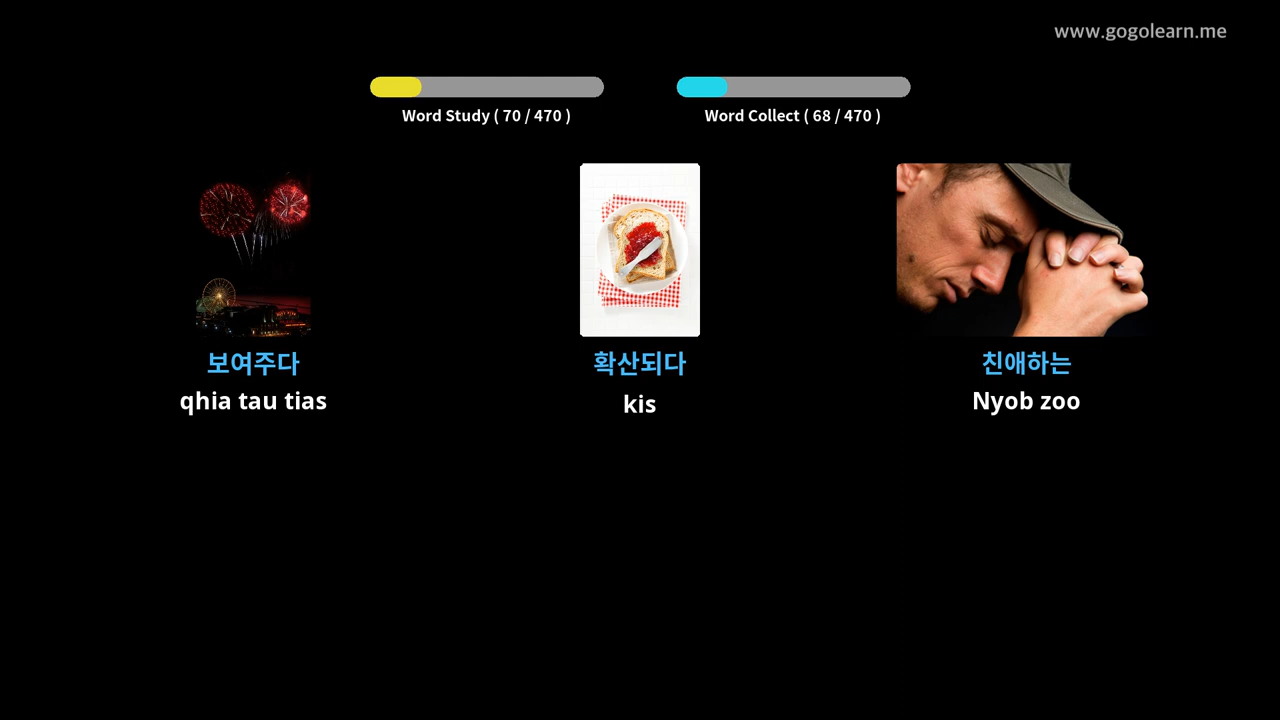 www.gogolearn.me
Word Study ( 70 / 470 )
Word Collect ( 68 / 470 )
보여주다
qhia tau tias
확산되다
kis
친애하는
Nyob zoo